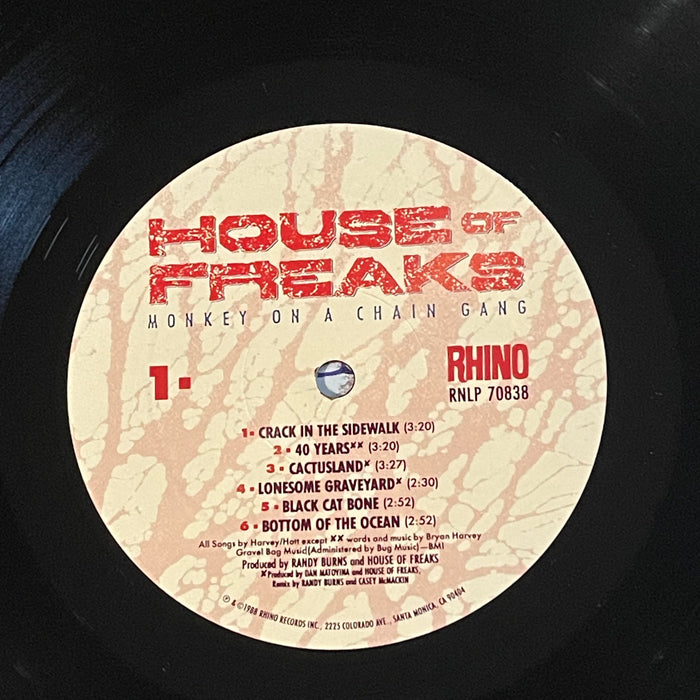 HOUSE OF
FREAKS
MONKEY ON A CHAIN GANG
1·
RHINO
RNLP 70838
1 · CRACK IN THE SIDEWALK (3:20)
2 · 40 YEARS×× (3:20)
3 · CACTUSLAND× (3:27)
4 · LONESOME GRAVEYARD× (2:30)
5 · BLACK CAT BONE (2:52)
6 · BOTTOM OF THE OCEAN (2:52)
All Songs by Harvey/Hott except ×× words and music by Bryan Harvey
Gravel Bag Music(Administered by Bug Music)—BMI
Produced by RANDY BURNS and HOUSE OF FREAKS
×Produced by DAN MATOVINA and HOUSE OF FREAKS,
Remix by RANDY BURNS and CASEY McMACKIN
℗ & ©1988 RHINO RECORDS INC., 2225 COLORADO AVE., SANTA MONICA, CA 90404